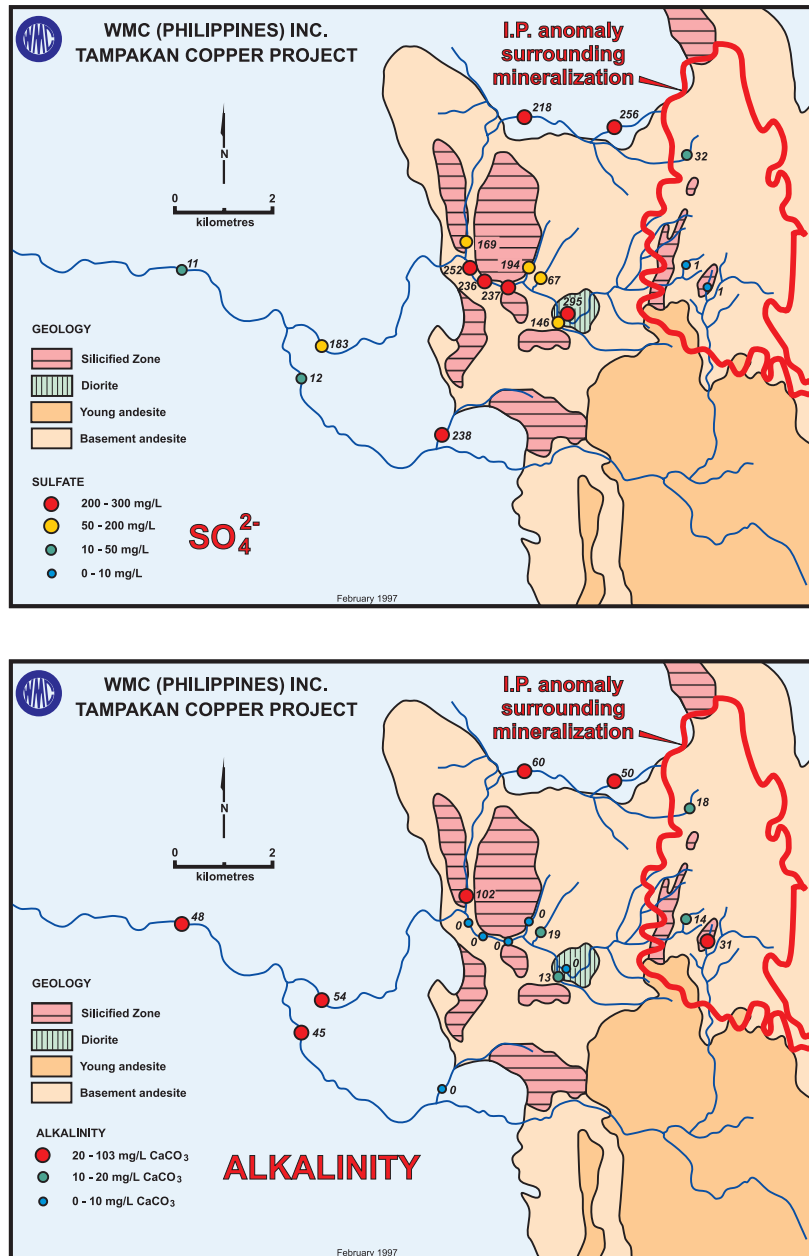 WMC
WMC (PHILIPPINES) INC.
TAMPAKAN COPPER PROJECT
I.P. anomaly
surrounding
mineralization
N
0 2
kilometres
218
256
32
169
252
236
237
194
67
1
1
295
146
11
183
12
238
GEOLOGY
Silicified Zone
Diorite
Young andesite
Basement andesite
SULFATE
200 - 300 mg/L
50 - 200 mg/L
10 - 50 mg/L
0 - 10 mg/L
SO₄²⁻
February 1997
WMC
WMC (PHILIPPINES) INC.
TAMPAKAN COPPER PROJECT
I.P. anomaly
surrounding
mineralization
N
0 2
kilometres
60
50
18
102
0
0
0
0
19
14
31
0
13
48
54
45
0
GEOLOGY
Silicified Zone
Diorite
Young andesite
Basement andesite
ALKALINITY
20 - 103 mg/L CaCO₃
10 - 20 mg/L CaCO₃
0 - 10 mg/L CaCO₃
ALKALINITY
February 1997